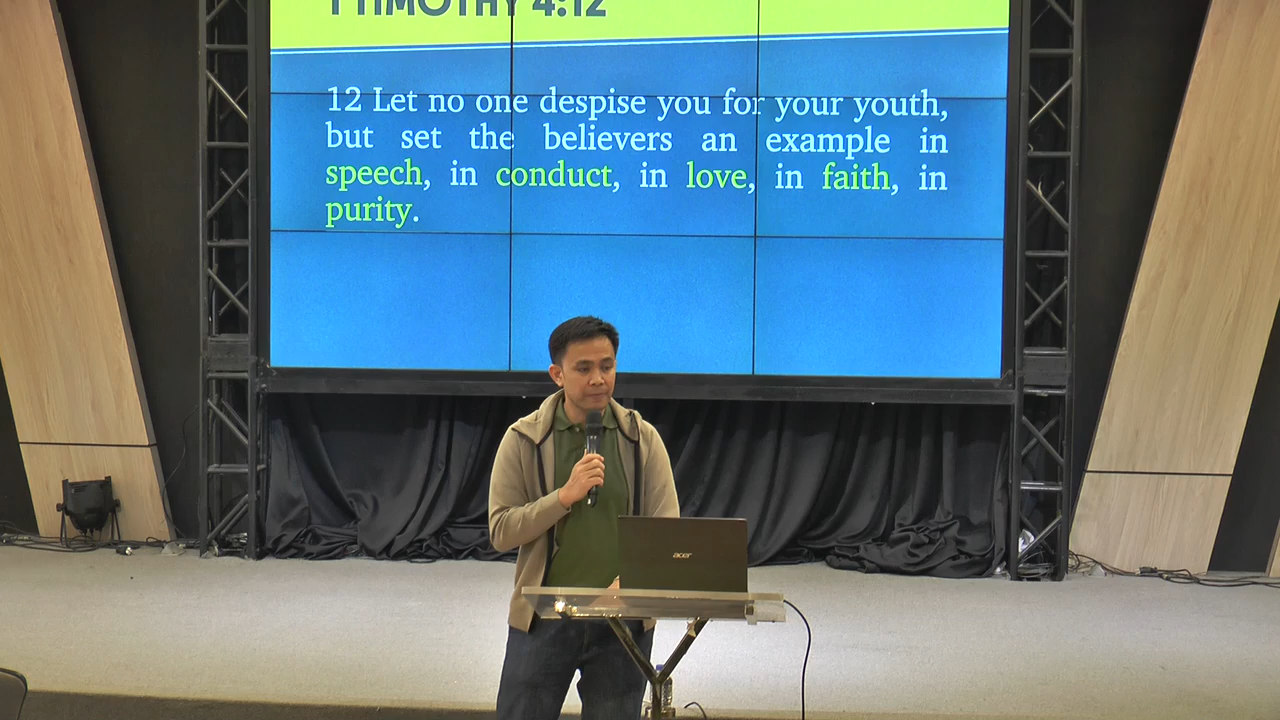 1 TIMOTHY 4:12
12 Let no one despise you for your youth,
but set the believers an example in
speech, in conduct, in love, in faith, in
purity.
acer